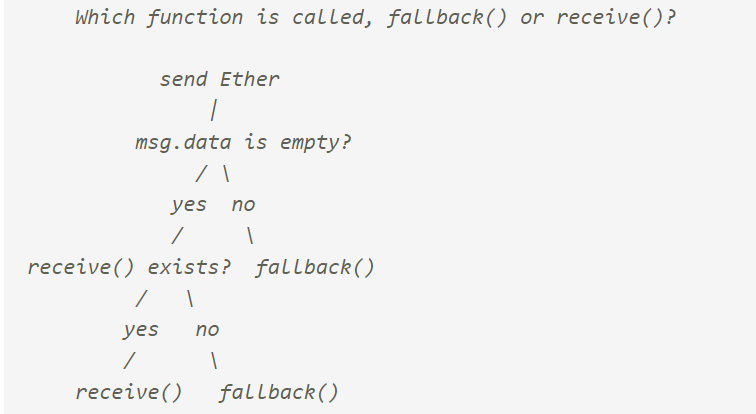 Which function is called, fallback() or receive()?
send Ether
|
msg.data is empty?
/ \
yes no
/ \
receive() exists? fallback()
/ \
yes no
/ \
receive() fallback()